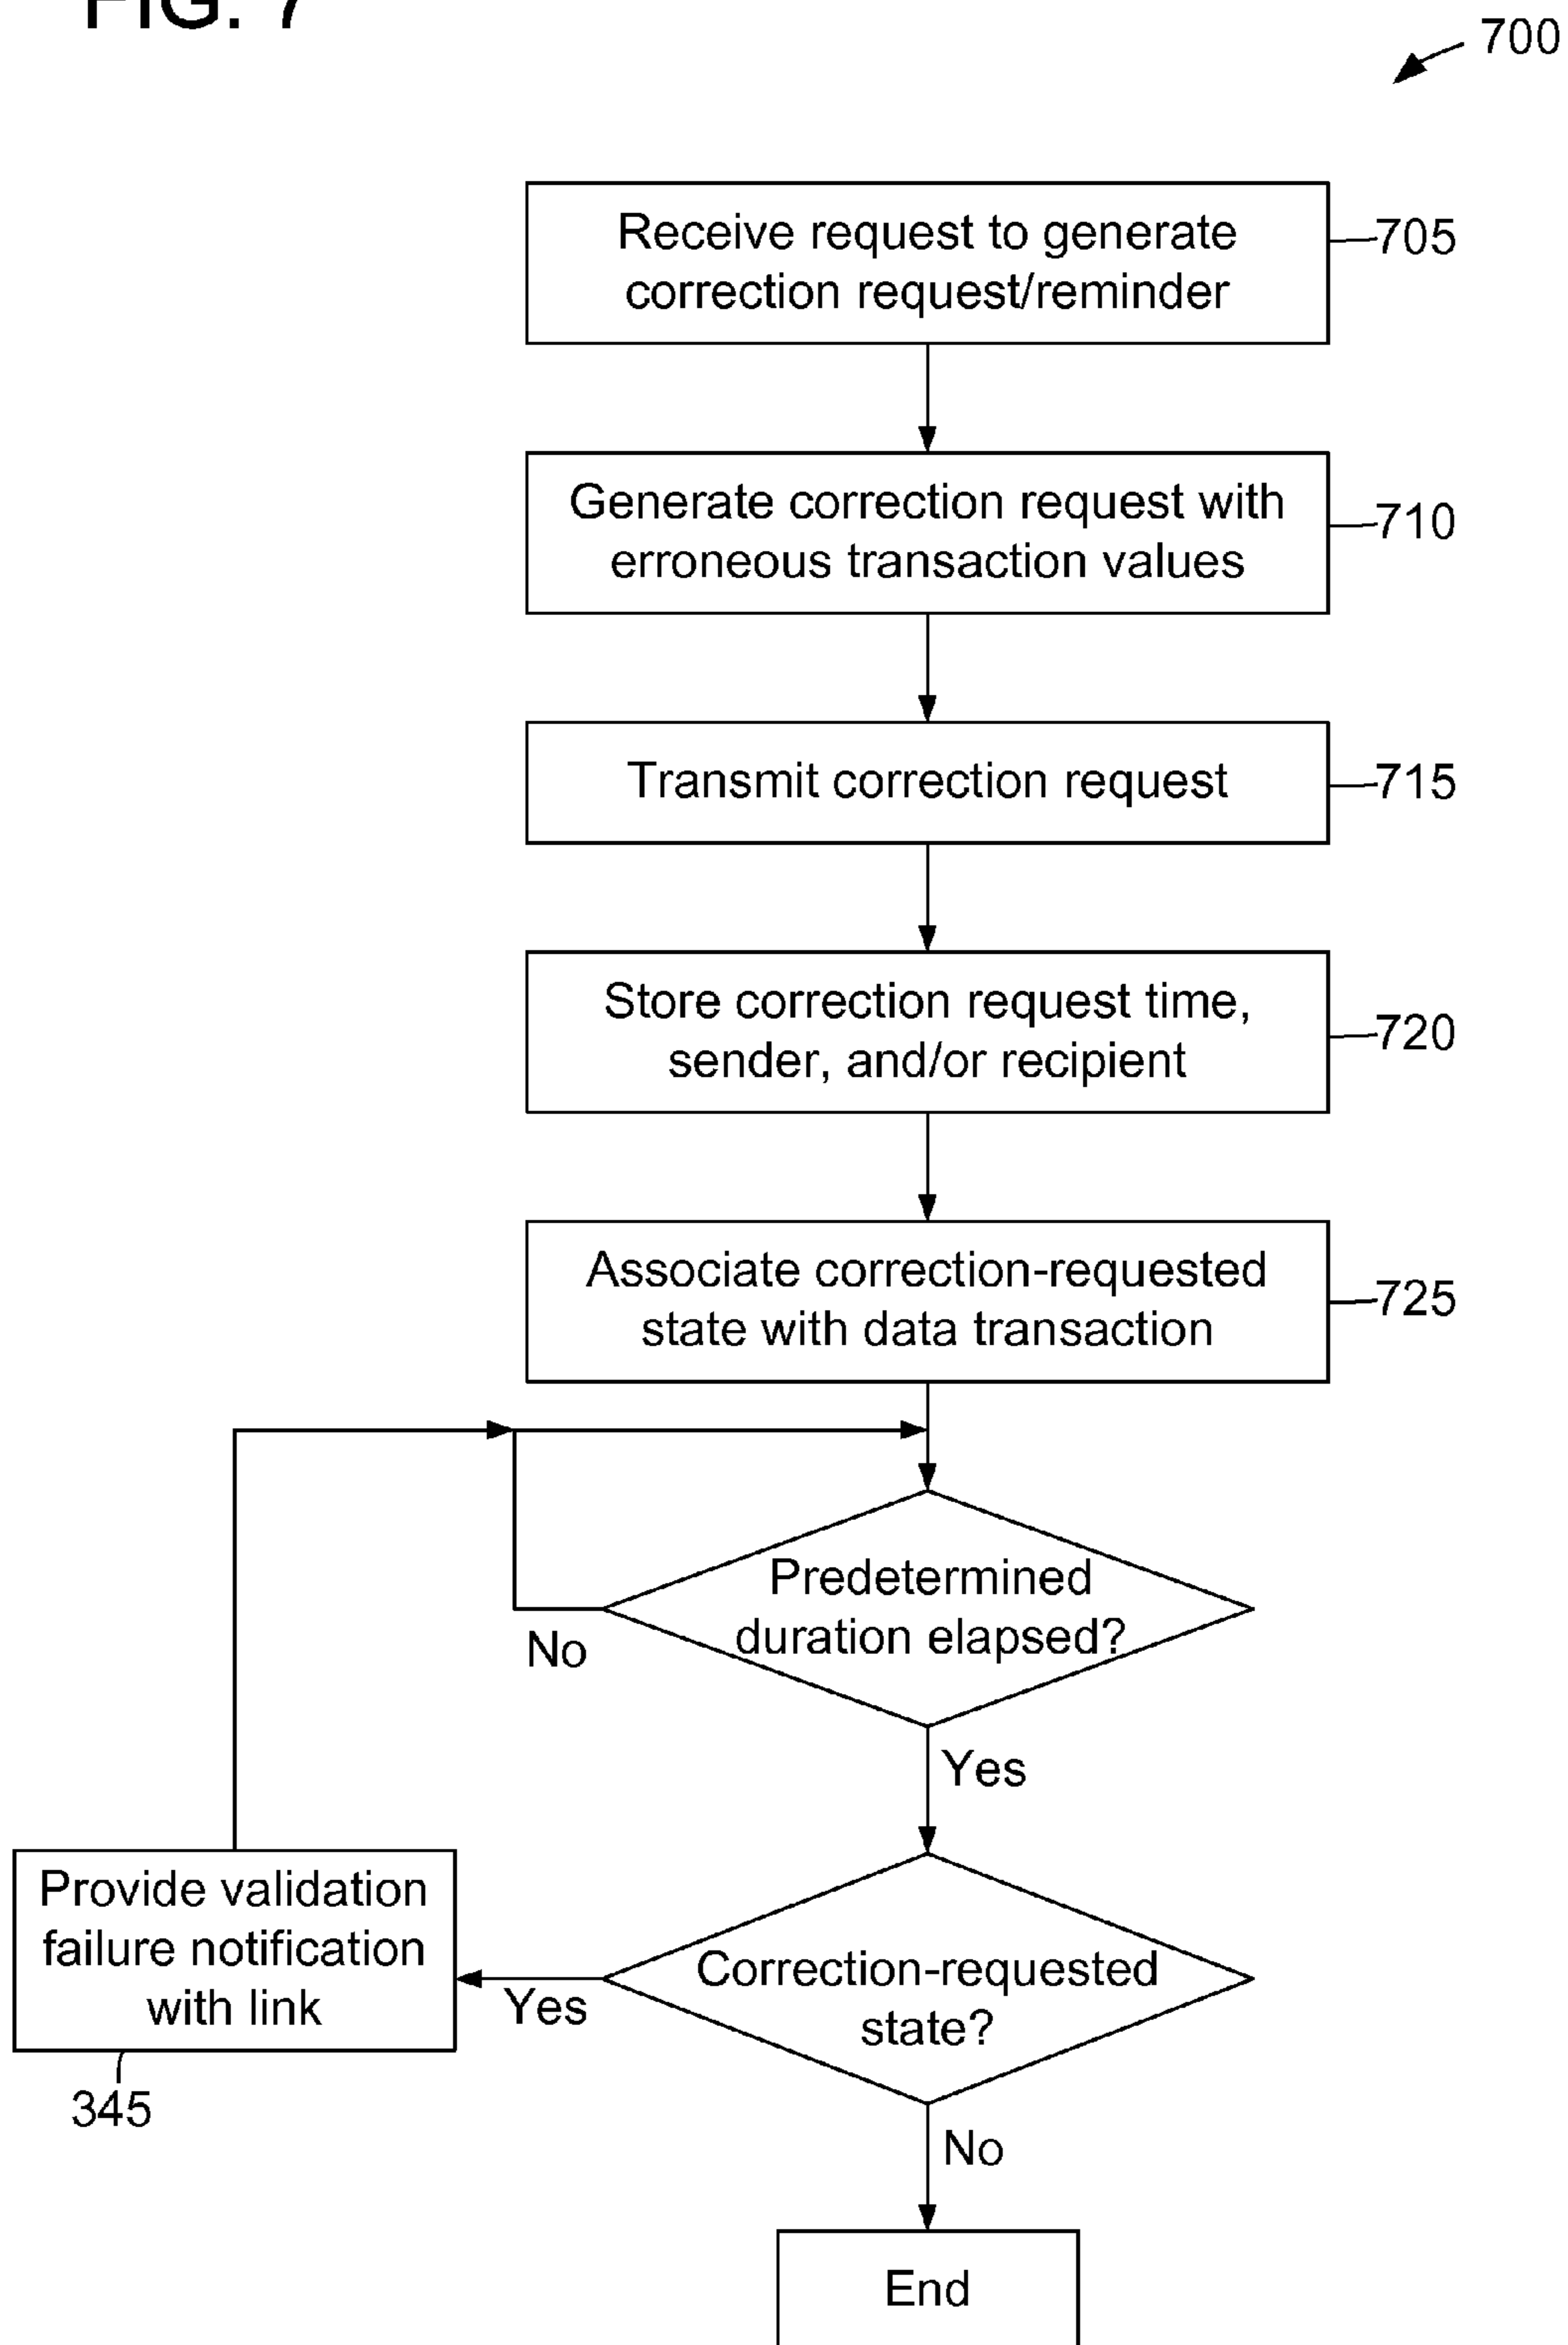 FIG. 7
700
Receive request to generate
correction request/reminder
705
Generate correction request with
erroneous transaction values
710
Transmit correction request
715
Store correction request time,
sender, and/or recipient
720
Associate correction-requested
state with data transaction
725
Predetermined
duration elapsed?
No
Yes
Provide validation
failure notification
with link
345
Correction-requested
state?
Yes
No
End